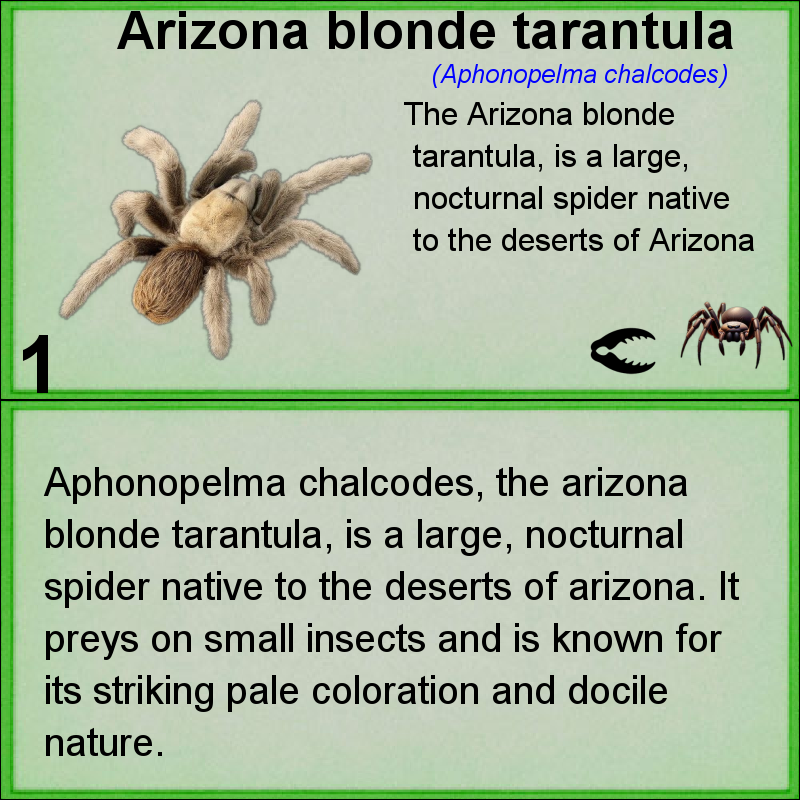 Arizona blonde tarantula
(Aphonopelma chalcodes)
The Arizona blonde
tarantula, is a large,
nocturnal spider native
to the deserts of Arizona
1
Aphonopelma chalcodes, the arizona
blonde tarantula, is a large, nocturnal
spider native to the deserts of arizona. It
preys on small insects and is known for
its striking pale coloration and docile
nature.